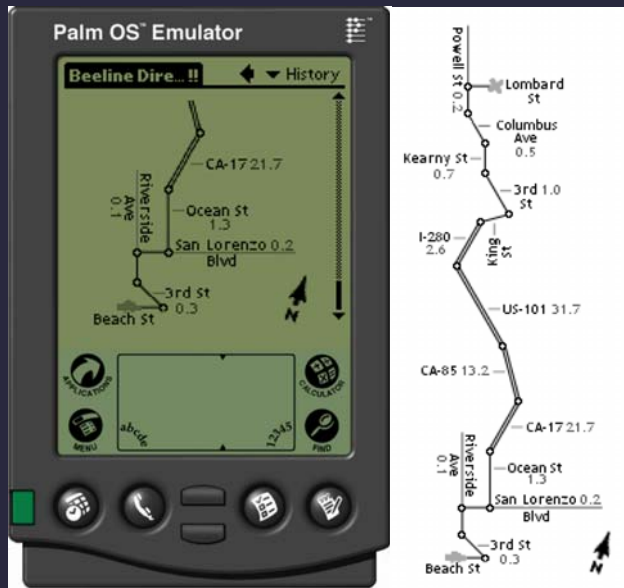 Palm OS™ Emulator
Beeline Dire... !!
History
CA-17 21.7
Riverside
Ave
0.1
Ocean St
1.3
San Lorenzo 0.2
Blvd
3rd St
0.3
Beach St
N
APPLICATIONS
MENU
abcde
12345
CALCULATOR
FIND
Powell St 0.2
Lombard
St
Columbus
Ave
0.5
Kearny St
0.7
3rd 1.0
St
King
St
I-280
2.6
US-101 31.7
CA-85 13.2
CA-17 21.7
Riverside
Ave
0.1
Ocean St
1.3
San Lorenzo 0.2
Blvd
3rd St
0.3
Beach St
N